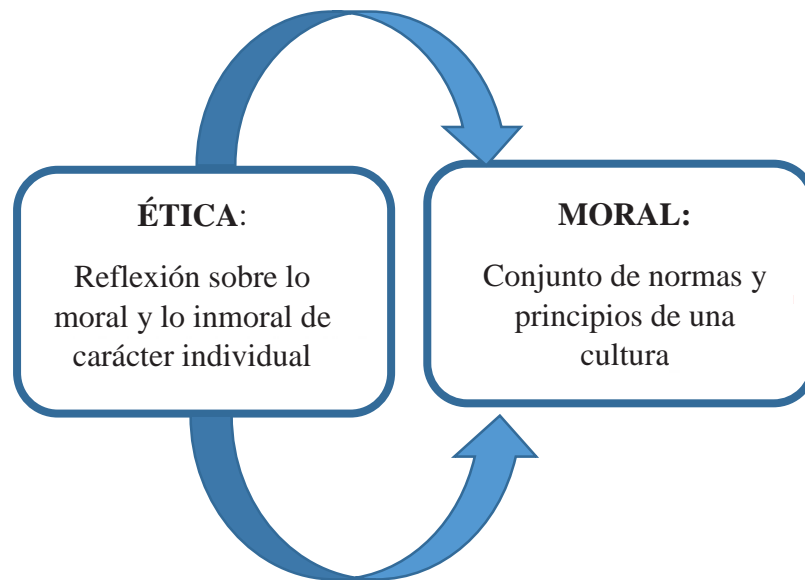 ÉTICA:
Reflexión sobre lo
moral y lo inmoral de
carácter individual
MORAL:
Conjunto de normas y
principios de una
cultura